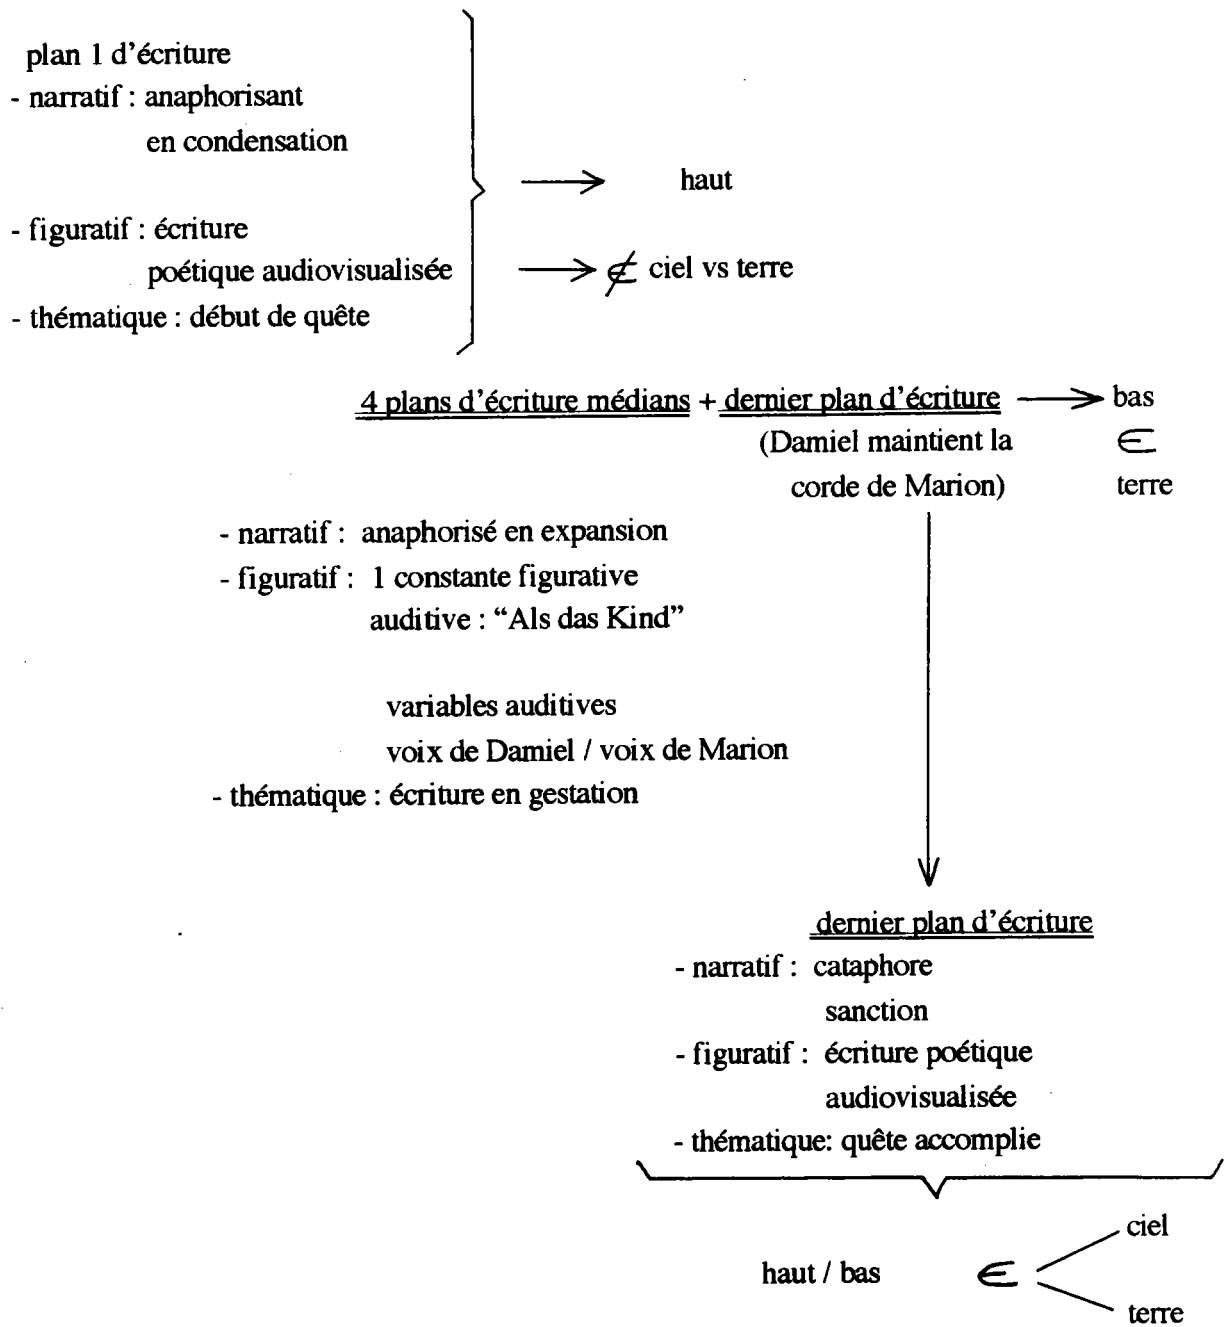 plan 1 d’écriture
- narratif : anaphorisant
en condensation
haut
- figuratif : écriture
poétique audiovisualisée
∉ ciel vs terre
- thématique : début de quête
4 plans d’écriture médians + dernier plan d’écriture
bas
(Damiel maintient la
∈
corde de Marion)
terre
- narratif : anaphorisé en expansion
- figuratif : 1 constante figurative
auditive : “Als das Kind”
variables auditives
voix de Damiel / voix de Marion
- thématique : écriture en gestation
dernier plan d’écriture
- narratif : cataphore
sanction
- figuratif : écriture poétique
audiovisualisée
- thématique: quête accomplie
ciel
haut / bas ∈
terre